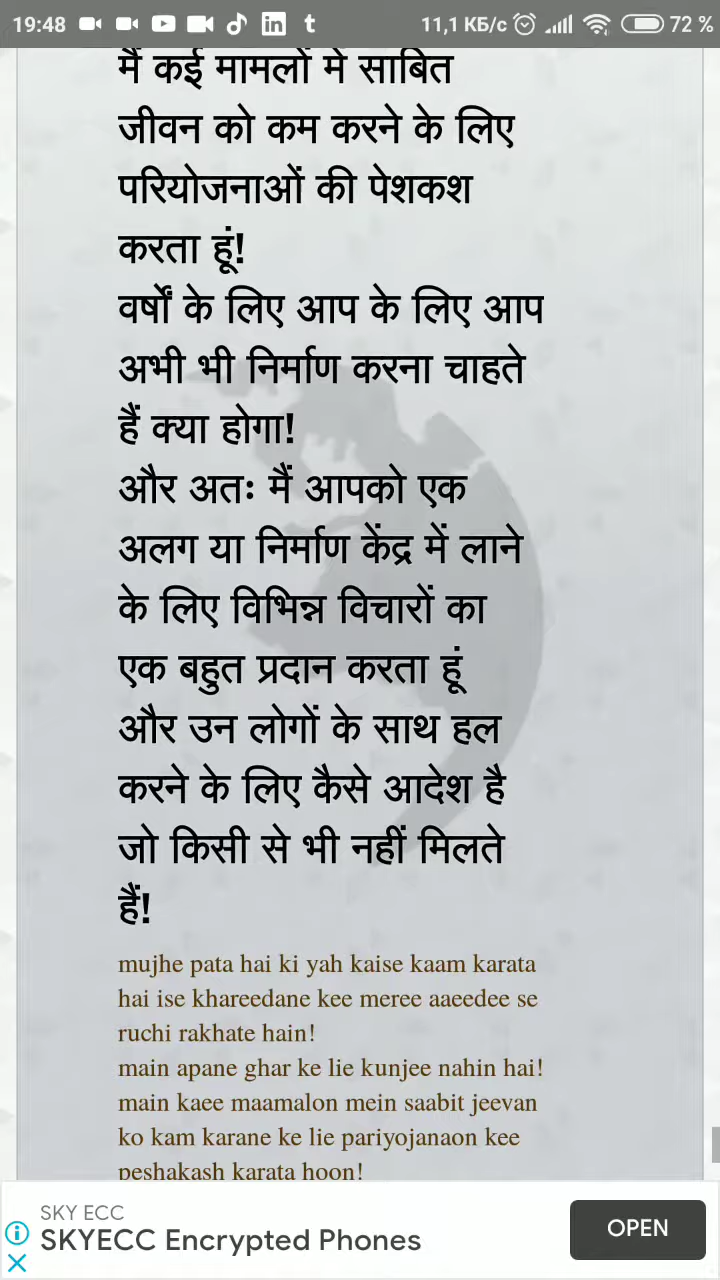 19:48 11,1 КБ/с 72 %
मैं कई मामलों में साबित
जीवन को कम करने के लिए
परियोजनाओं की पेशकश
करता हूं!
वर्षों के लिए आप के लिए आप
अभी भी निर्माण करना चाहते
हैं क्या होगा!
और अतः मैं आपको एक
अलग या निर्माण केंद्र में लाने
के लिए विभिन्न विचारों का
एक बहुत प्रदान करता हूं
और उन लोगों के साथ हल
करने के लिए कैसे आदेश है
जो किसी से भी नहीं मिलते
हैं!
mujhe pata hai ki yah kaise kaam karata
hai ise khareedane kee meree aaeedee se
ruchi rakhate hain!
main apane ghar ke lie kunjee nahin hai!
main kaee maamalon mein saabit jeevan
ko kam karane ke lie pariyojanaon kee
peshakash karata hoon!
SKY ECC
SKYECC Encrypted Phones
OPEN